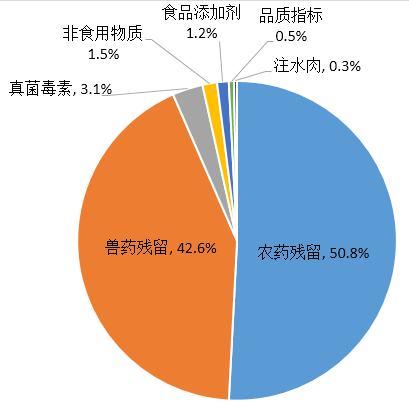 食品添加剂
1.2%
品质指标
0.5%
非食用物质
1.5%
注水肉, 0.3%
真菌毒素, 3.1%
兽药残留, 42.6%
农药残留, 50.8%